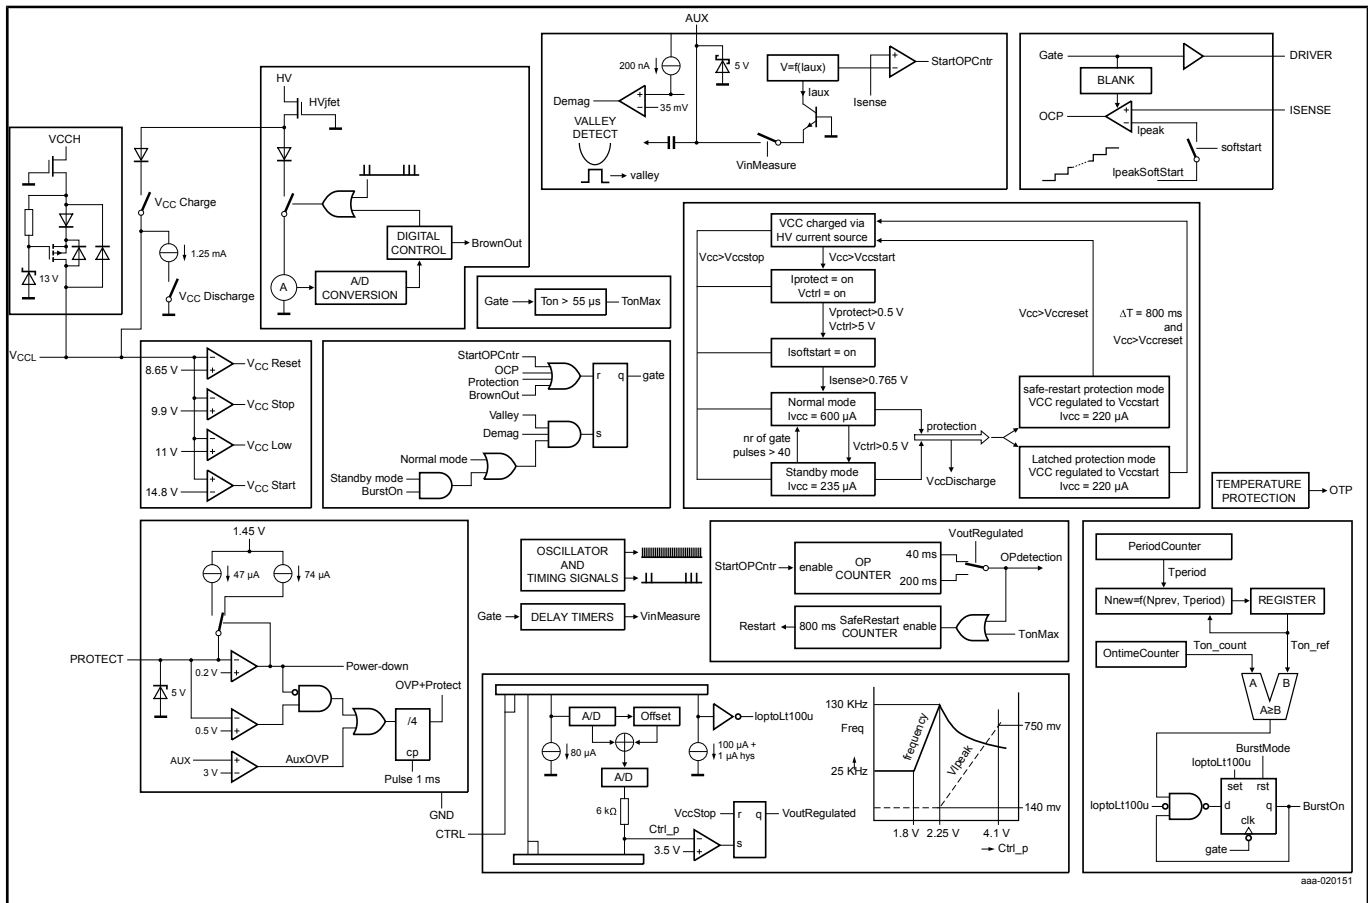 AUX
HV
HVjfet
VCCH
13 V
VCC Charge
1.25 mA
VCC Discharge
A
A/D
CONVERSION
DIGITAL
CONTROL
BrownOut
200 nA
5 V
Demag
+
−
35 mV
VALLEY
DETECT
valley
V=f(Iaux)
Iaux
VinMeasure
+
−
Isense
StartOPCntr
Gate
DRIVER
BLANK
OCP
+
−
ISENSE
Ipeak
softstart
IpeakSoftStart
Gate
Ton > 55 µs
TonMax
VCC charged via
HV current source
Vcc>Vccstop
Vcc>Vccstart
Iprotect = on
Vctrl = on
Vprotect>0.5 V
Vctrl>5 V
Isoftstart = on
Isense>0.765 V
Normal mode
Ivcc = 600 µA
nr of gate
pulses > 40
Vctrl>0.5 V
Standby mode
Ivcc = 235 µA
protection
VccDischarge
Vcc>Vccreset
ΔT = 800 ms
and
Vcc>Vccreset
safe-restart protection mode
VCC regulated to Vccstart
Ivcc = 220 µA
Latched protection mode
VCC regulated to Vccstart
Ivcc = 220 µA
VCCL
−
+
8.65 V
VCC Reset
−
+
9.9 V
VCC Stop
−
+
11 V
VCC Low
−
+
14.8 V
VCC Start
StartOPCntr
OCP
Protection
BrownOut
Valley
Demag
Normal mode
Standby mode
BurstOn
r
q
s
gate
TEMPERATURE
PROTECTION
OTP
1.45 V
47 µA
74 µA
PROTECT
5 V
−
+
0.2 V
Power-down
−
+
0.5 V
AUX
−
+
3 V
AuxOVP
OVP+Protect
/4
cp
Pulse 1 ms
GND
OSCILLATOR
AND
TIMING SIGNALS
Gate
DELAY TIMERS
VinMeasure
StartOPCntr
enable
OP
COUNTER
40 ms
200 ms
VoutRegulated
OPdetection
Restart
800 ms
SafeRestart
COUNTER
enable
TonMax
CTRL
A/D
Offset
80 µA
A/D
6 kΩ
IoptoLt100u
100 µA +
1 µA hys
VccStop
Ctrl_p
−
+
3.5 V
r
q
s
VoutRegulated
130 KHz
Freq
25 KHz
frequency
VIpeak
750 mv
140 mv
1.8 V
2.25 V
4.1 V
Ctrl_p
PeriodCounter
Tperiod
Nnew=f(Nprev, Tperiod)
REGISTER
Ton_count
Ton_ref
OntimeCounter
A
B
A≥B
BurstMode
IoptoLt100u
set
rst
IoptoLt100u
d
q
clk
BurstOn
gate
aaa-020151